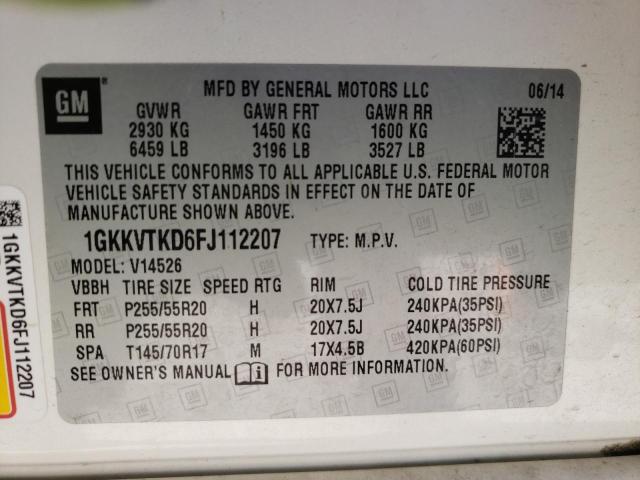 GM
MFD BY GENERAL MOTORS LLC 06/14
GVWR GAWR FRT GAWR RR
2930 KG 1450 KG 1600 KG
6459 LB 3196 LB 3527 LB
THIS VEHICLE CONFORMS TO ALL APPLICABLE U.S. FEDERAL MOTOR
VEHICLE SAFETY STANDARDS IN EFFECT ON THE DATE OF
MANUFACTURE SHOWN ABOVE.
1GKKVTKD6FJ112207 TYPE: M.P.V.
MODEL: V14526
VBBH TIRE SIZE SPEED RTG RIM COLD TIRE PRESSURE
FRT P255/55R20 H 20X7.5J 240KPA(35PSI)
RR P255/55R20 H 20X7.5J 240KPA(35PSI)
SPA T145/70R17 M 17X4.5B 420KPA(60PSI)
SEE OWNER'S MANUAL i FOR MORE INFORMATION.
1GKKVTKD6FJ112207